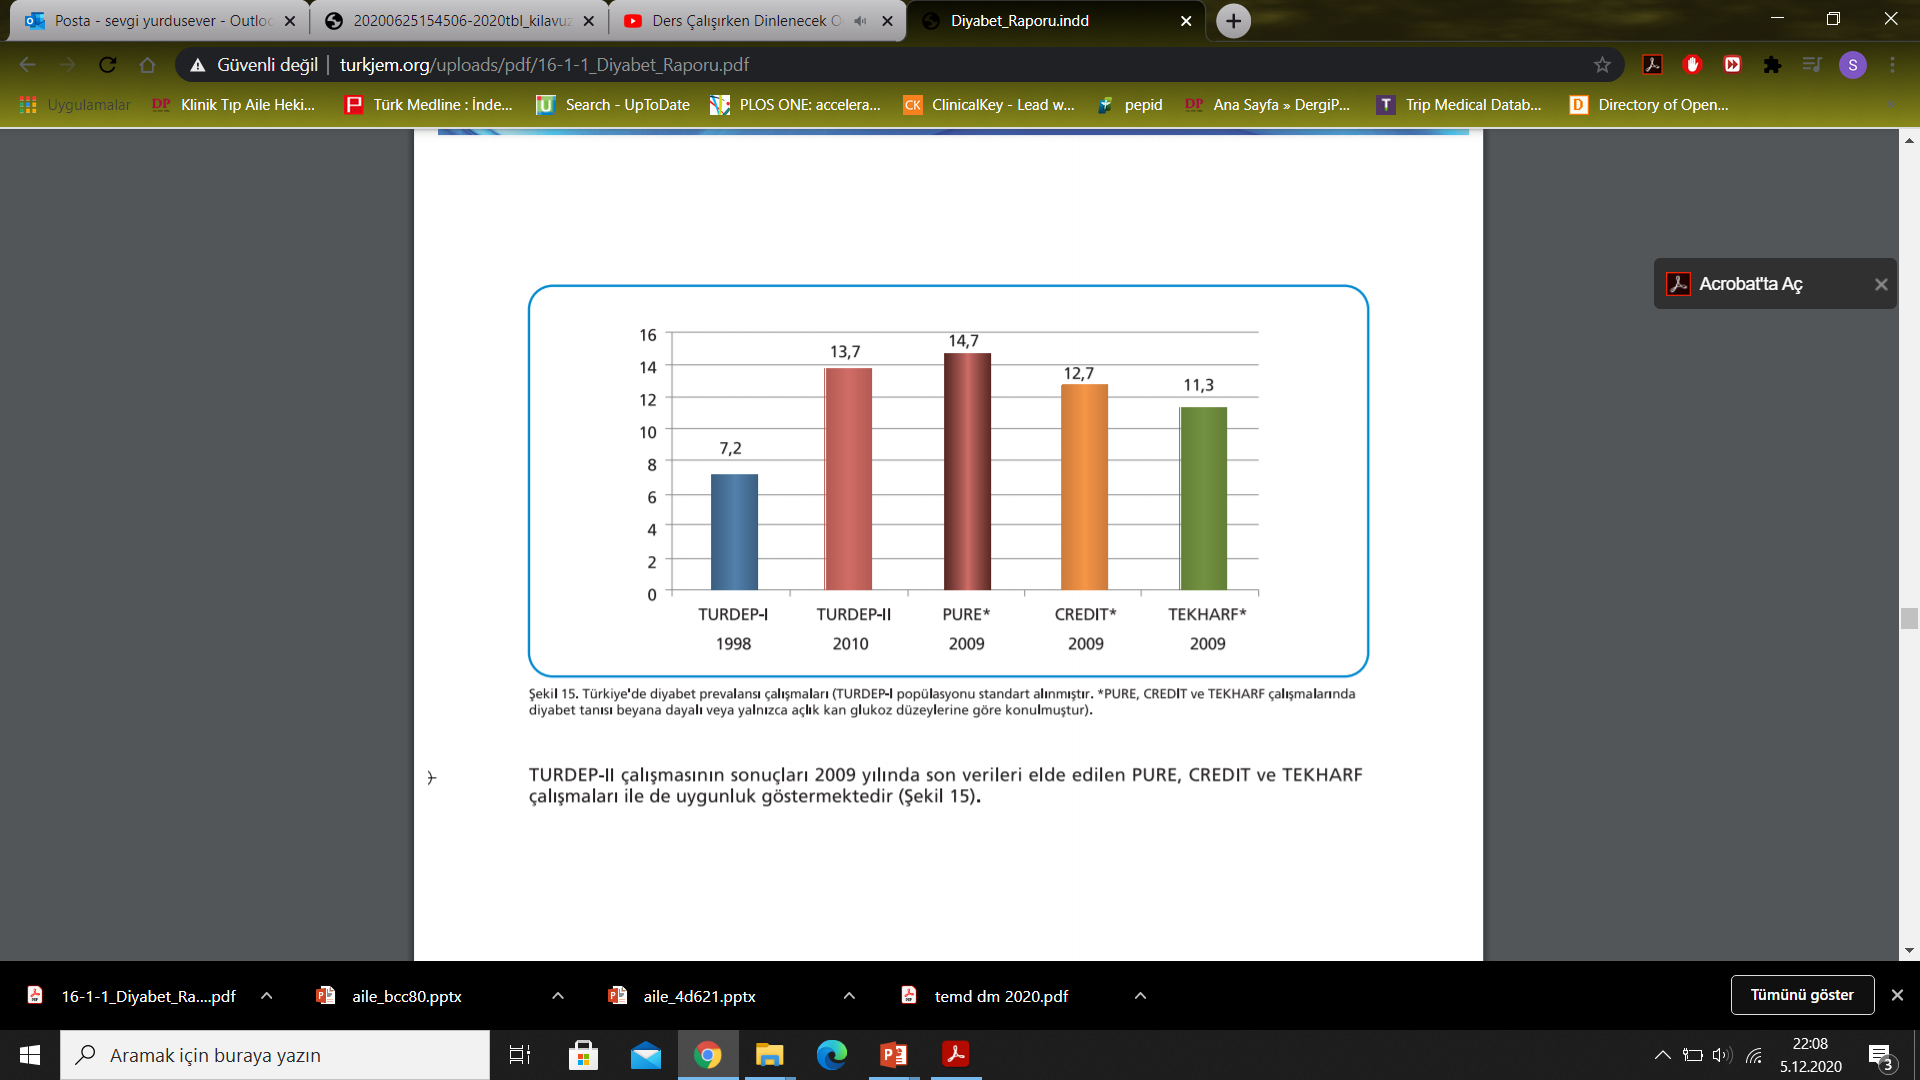 Posta - sevgi yurdusever - Outloo
20200625154506-2020tbl_kilavuz
Ders Çalışırken Dinlenecek O
Diyabet_Raporu.indd
Güvenli değil
turkjem.org/uploads/pdf/16-1-1_Diyabet_Raporu.pdf
S
Uygulamalar
DP Klinik Tıp Aile Heki...
P Türk Medline : İnde...
U Search - UpToDate
PLOS ONE: accelera...
CK ClinicalKey - Lead w...
pepid
DP Ana Sayfa » DergiP...
T Trip Medical Datab...
D Directory of Open...
Acrobat'ta Aç
16
14
12
10
8
6
4
2
0
7,2
13,7
14,7
12,7
11,3
TURDEP-I TURDEP-II PURE* CREDIT* TEKHARF*
1998 2010 2009 2009 2009
Şekil 15. Türkiye'de diyabet prevalansı çalışmaları (TURDEP-I popülasyonu standart alınmıştır. *PURE, CREDIT ve TEKHARF çalışmalarında
diyabet tanısı beyana dayalı veya yalnızca açlık kan glukoz düzeylerine göre konulmuştur).
TURDEP-II çalışmasının sonuçları 2009 yılında son verileri elde edilen PURE, CREDIT ve TEKHARF
çalışmaları ile de uygunluk göstermektedir (Şekil 15).
16-1-1_Diyabet_Ra....pdf
aile_bcc80.pptx
aile_4d621.pptx
temd dm 2020.pdf
Tümünü göster
Aramak için buraya yazın
22:08
5.12.2020
3